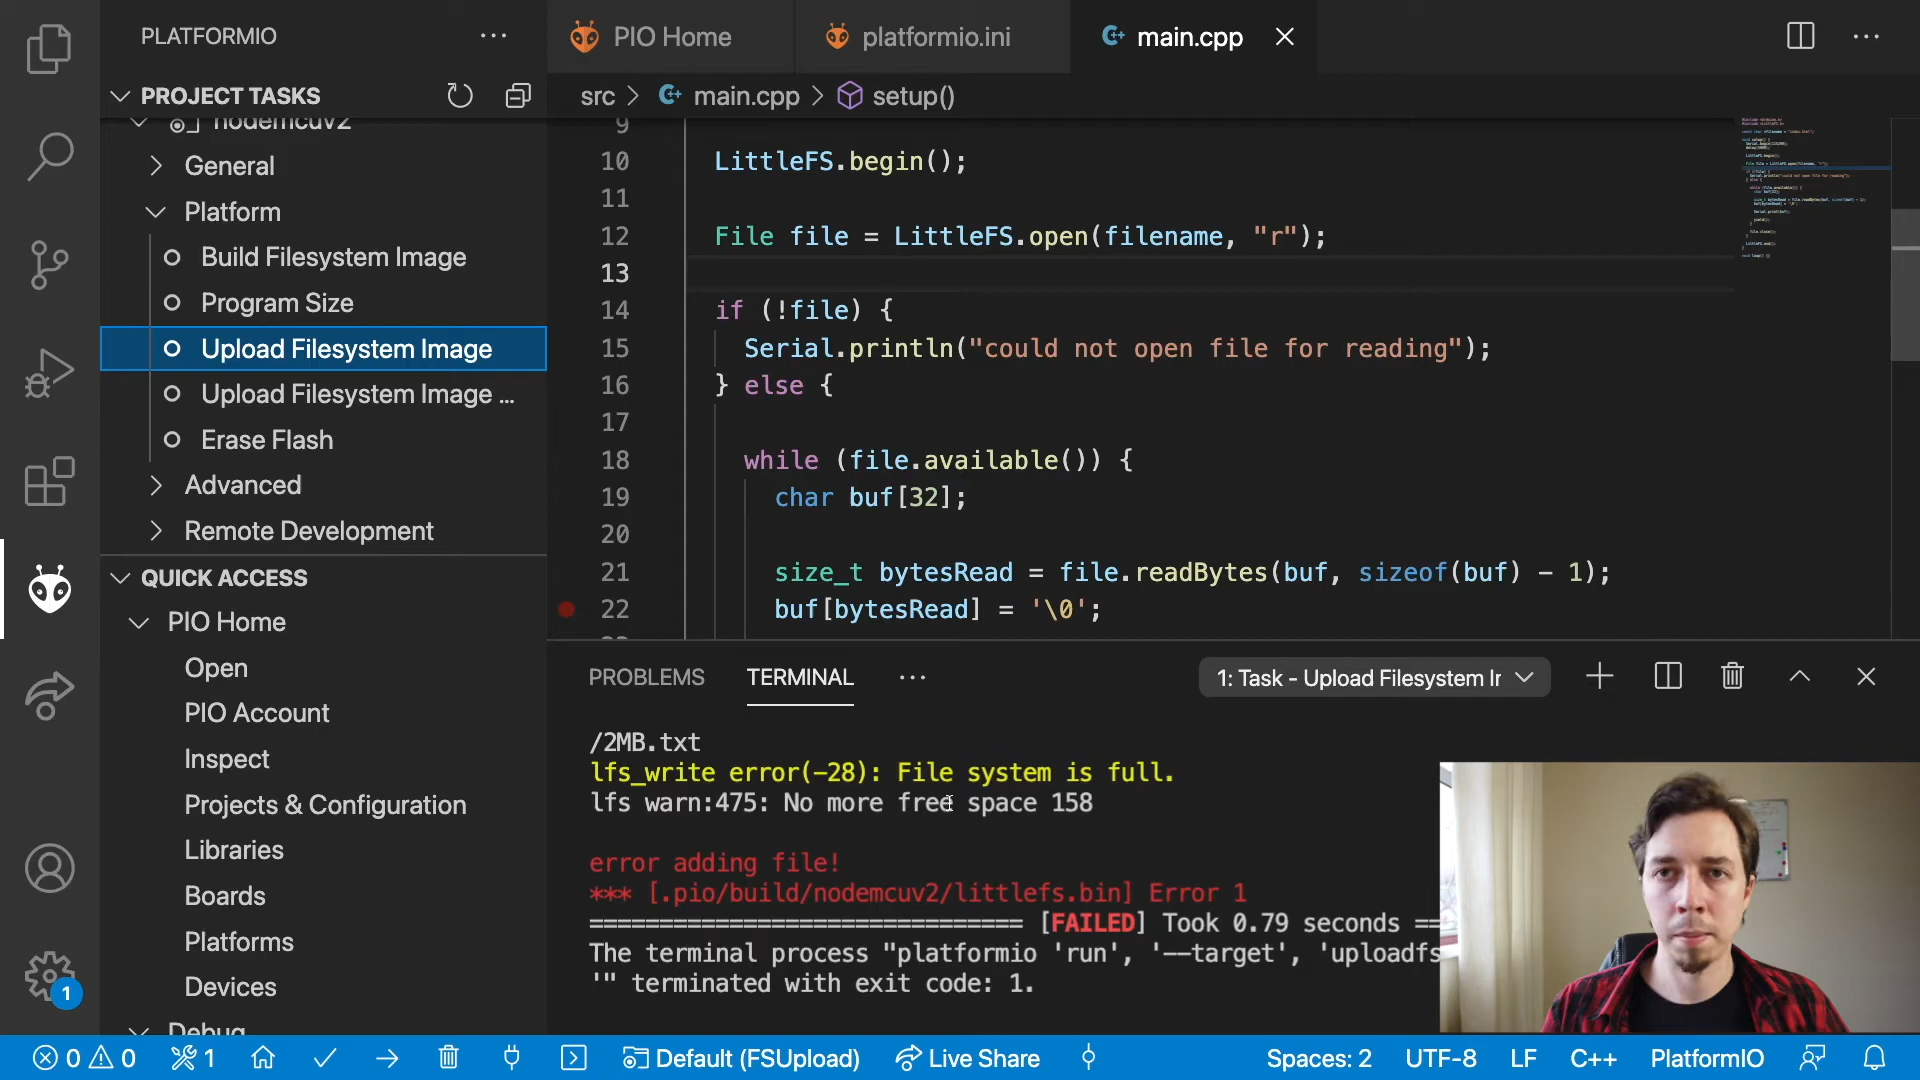 PLATFORMIO
PIO Home
platformio.ini
main.cpp
PROJECT TASKS
src > main.cpp > setup()
nodemcuv2
General
Platform
Build Filesystem Image
Program Size
Upload Filesystem Image
Upload Filesystem Image ...
Erase Flash
Advanced
Remote Development
QUICK ACCESS
PIO Home
Open
PIO Account
Inspect
Projects & Configuration
Libraries
Boards
Platforms
Devices
Debug
1
9
10 LittleFS.begin();
11
12 File file = LittleFS.open(filename, "r");
13
14 if (!file) {
15 Serial.println("could not open file for reading");
16 } else {
17
18 while (file.available()) {
19 char buf[32];
20
21 size_t bytesRead = file.readBytes(buf, sizeof(buf) - 1);
22 buf[bytesRead] = '\0';
PROBLEMS
TERMINAL
1: Task - Upload Filesystem Ir
/2MB.txt
lfs_write error(-28): File system is full.
lfs warn:475: No more free space 158
error adding file!
*** [.pio/build/nodemcuv2/littlefs.bin] Error 1
=============================== [FAILED] Took 0.79 seconds ==
The terminal process "platformio 'run', '--target', 'uploadfs
'" terminated with exit code: 1.
0 0 1 Default (FSUpload) Live Share Spaces: 2 UTF-8 LF C++ PlatformIO